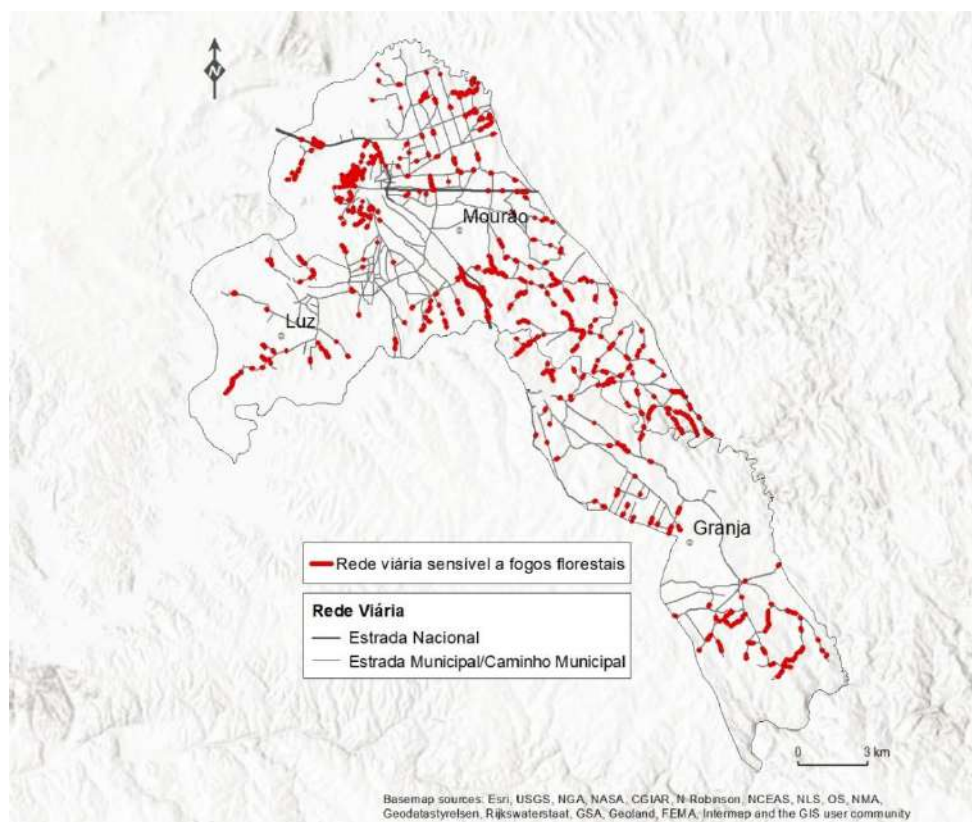 N
Mourão
Luz
Granja
Rede viária sensível a fogos florestais
Rede Viária
Estrada Nacional
Estrada Municipal/Caminho Municipal
0 3 km
Basemap sources: Esri, USGS, NGA, NASA, CGIAR, N Robinson, NCEAS, NLS, OS, NMA,
Geodatastyrelsen, Rijkswaterstaat, GSA, Geoland, FEMA, Intermap and the GIS user community